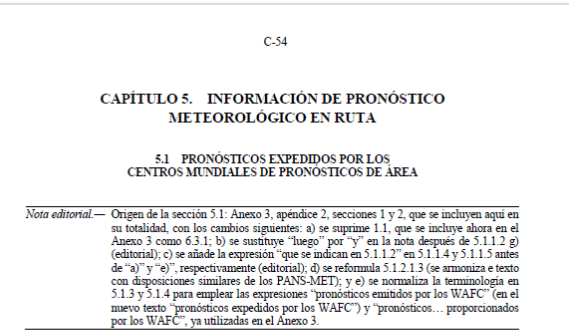 C-54
CAPÍTULO 5. INFORMACIÓN DE PRONÓSTICO
METEOROLÓGICO EN RUTA
5.1 PRONÓSTICOS EXPEDIDOS POR LOS
CENTROS MUNDIALES DE PRONÓSTICOS DE ÁREA
Nota editorial.— Origen de la sección 5.1: Anexo 3, apéndice 2, secciones 1 y 2, que se incluyen aquí en
su totalidad, con los cambios siguientes: a) se suprime 1.1, que se incluye ahora en el
Anexo 3 como 6.3.1; b) se sustituye “luego” por “y” en la nota después de 5.1.1.2 g)
(editorial); c) se añade la expresión “que se indican en 5.1.1.2” en 5.1.1.4 y 5.1.1.5 antes
de “a)” y “e)”, respectivamente (editorial); d) se reformula 5.1.2.1.3 (se armoniza e texto
con disposiciones similares de los PANS-MET); y e) se normaliza la terminología en
5.1.3 y 5.1.4 para emplear las expresiones “pronósticos emitidos por los WAFC” (en el
nuevo texto “pronósticos expedidos por los WAFC”) y “pronósticos… proporcionados
por los WAFC”, ya utilizadas en el Anexo 3.